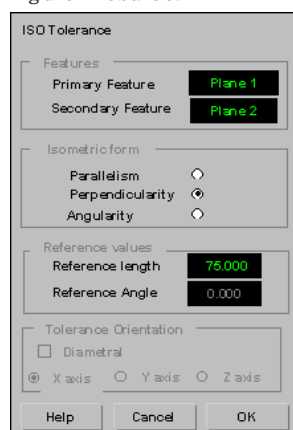 ISO Tolerance
Features
Primary Feature Plane 1
Secondary Feature Plane 2
Isometric form
Parallelism
Perpendicularity
Angularity
Reference values
Reference length 75.000
Reference Angle 0.000
Tolerance Orientation
Diametral
X axis Y axis Z axis
Help Cancel OK